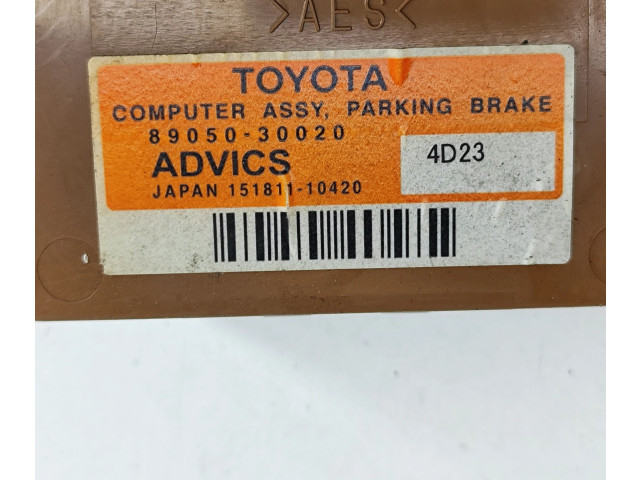 >AES<
TOYOTA
COMPUTER ASSY, PARKING BRAKE
89050-30020
ADVICS 4D23
JAPAN 151811-10420